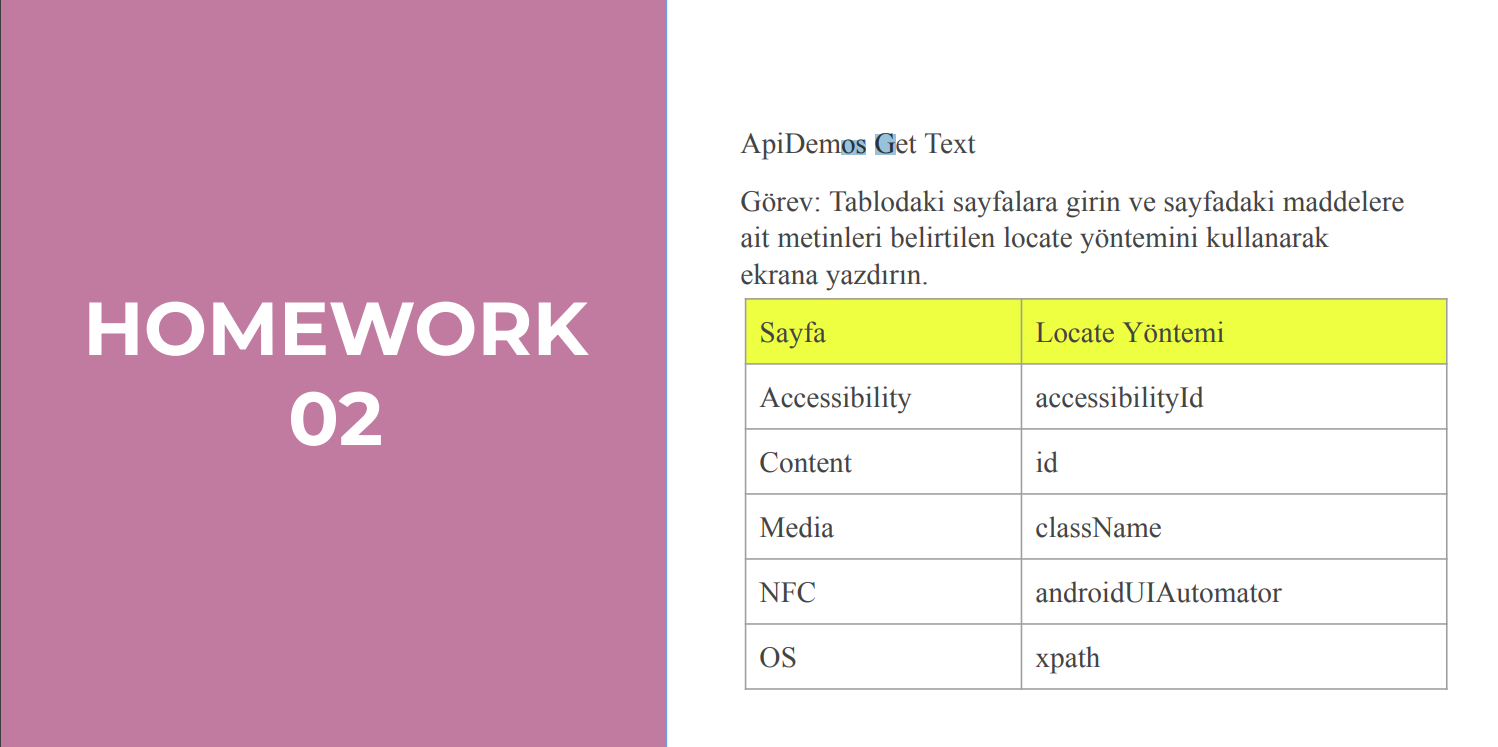 HOMEWORK
02
ApiDemos Get Text
Görev: Tablodaki sayfalara girin ve sayfadaki maddelere
ait metinleri belirtilen locate yöntemini kullanarak
ekrana yazdırın.
Sayfa Locate Yöntemi
Accessibility accessibilityId
Content id
Media className
NFC androidUIAutomator
OS xpath